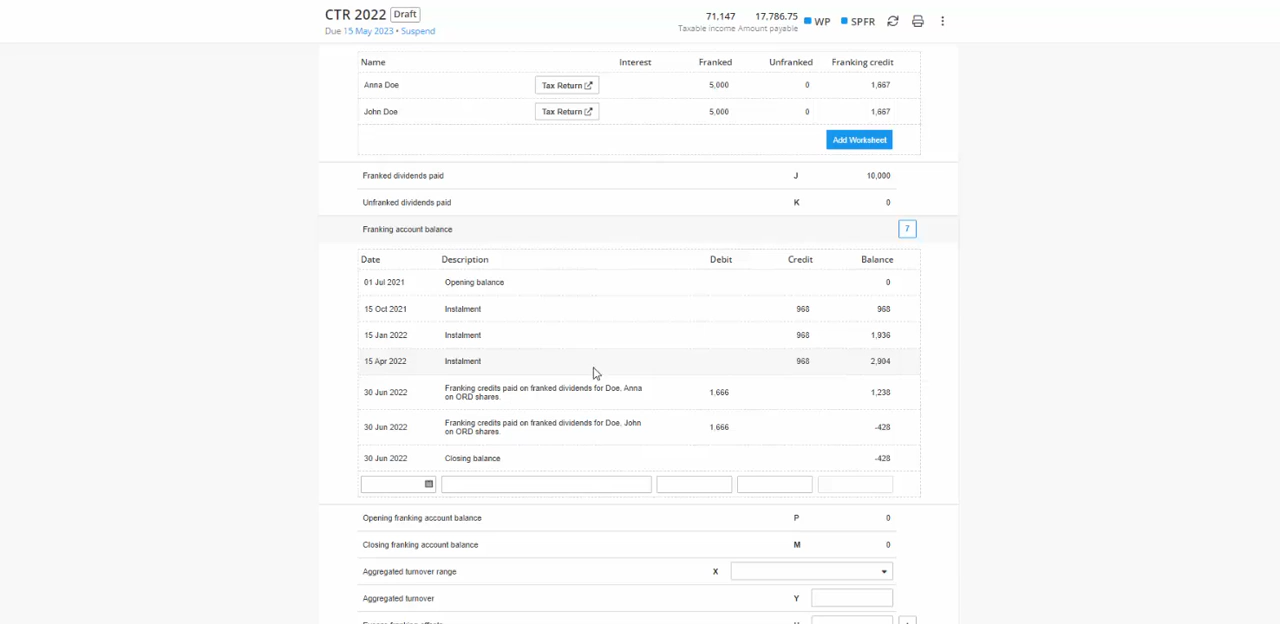 CTR 2022 Draft
Due 15 May 2023 • Suspend
71,147 17,786.75 WP SPFR
Taxable income Amount payable
Name Interest Franked Unfranked Franking credit
Anna Doe Tax Return 5,000 0 1,667
John Doe Tax Return 5,000 0 1,667
Add Worksheet
Franked dividends paid J 10,000
Unfranked dividends paid K 0
Franking account balance 7
Date Description Debit Credit Balance
01 Jul 2021 Opening balance 0
15 Oct 2021 Instalment 968 968
15 Jan 2022 Instalment 968 1,936
15 Apr 2022 Instalment 968 2,904
30 Jun 2022 Franking credits paid on franked dividends for Doe, Anna on ORD shares. 1,666 1,238
30 Jun 2022 Franking credits paid on franked dividends for Doe, John on ORD shares. 1,666 -428
30 Jun 2022 Closing balance -428
Opening franking account balance P 0
Closing franking account balance M 0
Aggregated turnover range X
Aggregated turnover Y